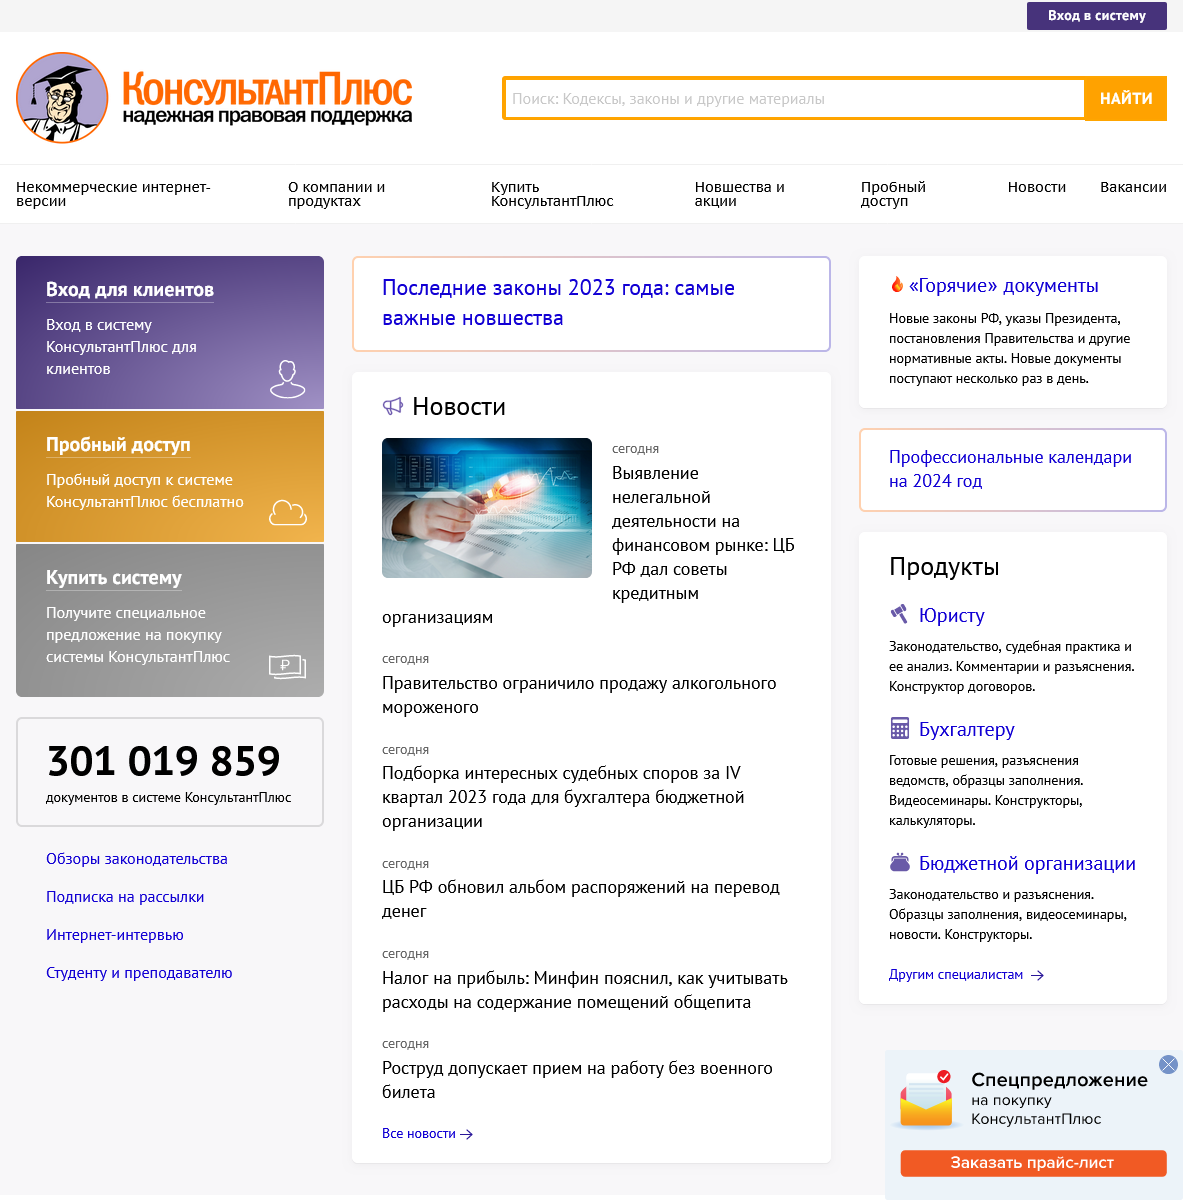 Вход в систему
КонсультантПлюс
надежная правовая поддержка
Поиск: Кодексы, законы и другие материалы
НАЙТИ
Некоммерческие интернет-
версии
О компании и
продуктах
Купить
КонсультантПлюс
Новшества и
акции
Пробный
доступ
Новости
Вакансии
Вход для клиентов
Вход в систему
КонсультантПлюс для
клиентов
Пробный доступ
Пробный доступ к системе
КонсультантПлюс бесплатно
Купить систему
Получите специальное
предложение на покупку
системы КонсультантПлюс
301 019 859
документов в системе КонсультантПлюс
Обзоры законодательства
Подписка на рассылки
Интернет-интервью
Студенту и преподавателю
Последние законы 2023 года: самые
важные новшества
Новости
сегодня
Выявление
нелегальной
деятельности на
финансовом рынке: ЦБ
РФ дал советы
кредитным
организациям
сегодня
Правительство ограничило продажу алкогольного
мороженого
сегодня
Подборка интересных судебных споров за IV
квартал 2023 года для бухгалтера бюджетной
организации
сегодня
ЦБ РФ обновил альбом распоряжений на перевод
денег
сегодня
Налог на прибыль: Минфин пояснил, как учитывать
расходы на содержание помещений общепита
сегодня
Роструд допускает прием на работу без военного
билета
Все новости
«Горячие» документы
Новые законы РФ, указы Президента,
постановления Правительства и другие
нормативные акты. Новые документы
поступают несколько раз в день.
Профессиональные календари
на 2024 год
Продукты
Юристу
Законодательство, судебная практика и
ее анализ. Комментарии и разъяснения.
Конструктор договоров.
Бухгалтеру
Готовые решения, разъяснения
ведомств, образцы заполнения.
Видеосеминары. Конструкторы,
калькуляторы.
Бюджетной организации
Законодательство и разъяснения.
Образцы заполнения, видеосеминары,
новости. Конструкторы.
Другим специалистам
Спецпредложение
на покупку
КонсультантПлюс
Заказать прайс-лист